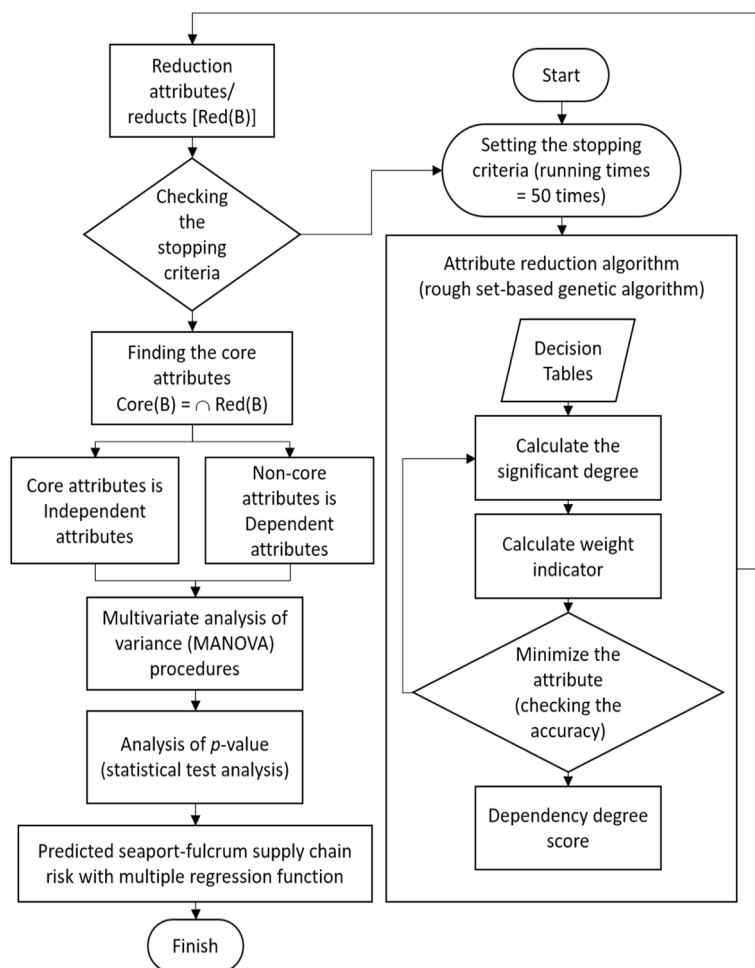 Start
Setting the stopping
criteria (running times
= 50 times)
Attribute reduction algorithm
(rough set-based genetic algorithm)
Decision
Tables
Calculate the
significant degree
Calculate weight
indicator
Minimize the
attribute
(checking the
accuracy)
Dependency degree
score
Reduction
attributes/
reducts [Red(B)]
Checking
the
stopping
criteria
Finding the core
attributes
Core(B) = ∩ Red(B)
Core attributes is
Independent
attributes
Non-core
attributes is
Dependent
attributes
Multivariate analysis of
variance (MANOVA)
procedures
Analysis of p-value
(statistical test analysis)
Predicted seaport-fulcrum supply chain
risk with multiple regression function
Finish